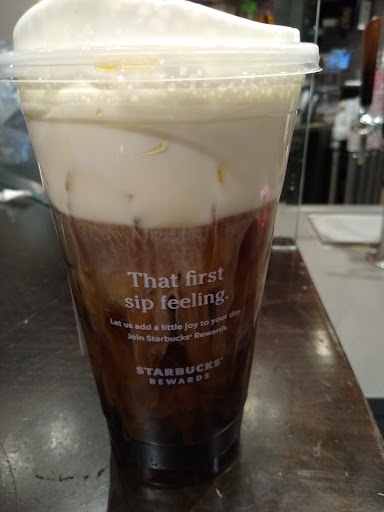 That first
sip feeling.
Let us add a little joy to your day
Join Starbucks® Rewards
STARBUCKS®
REWARDS